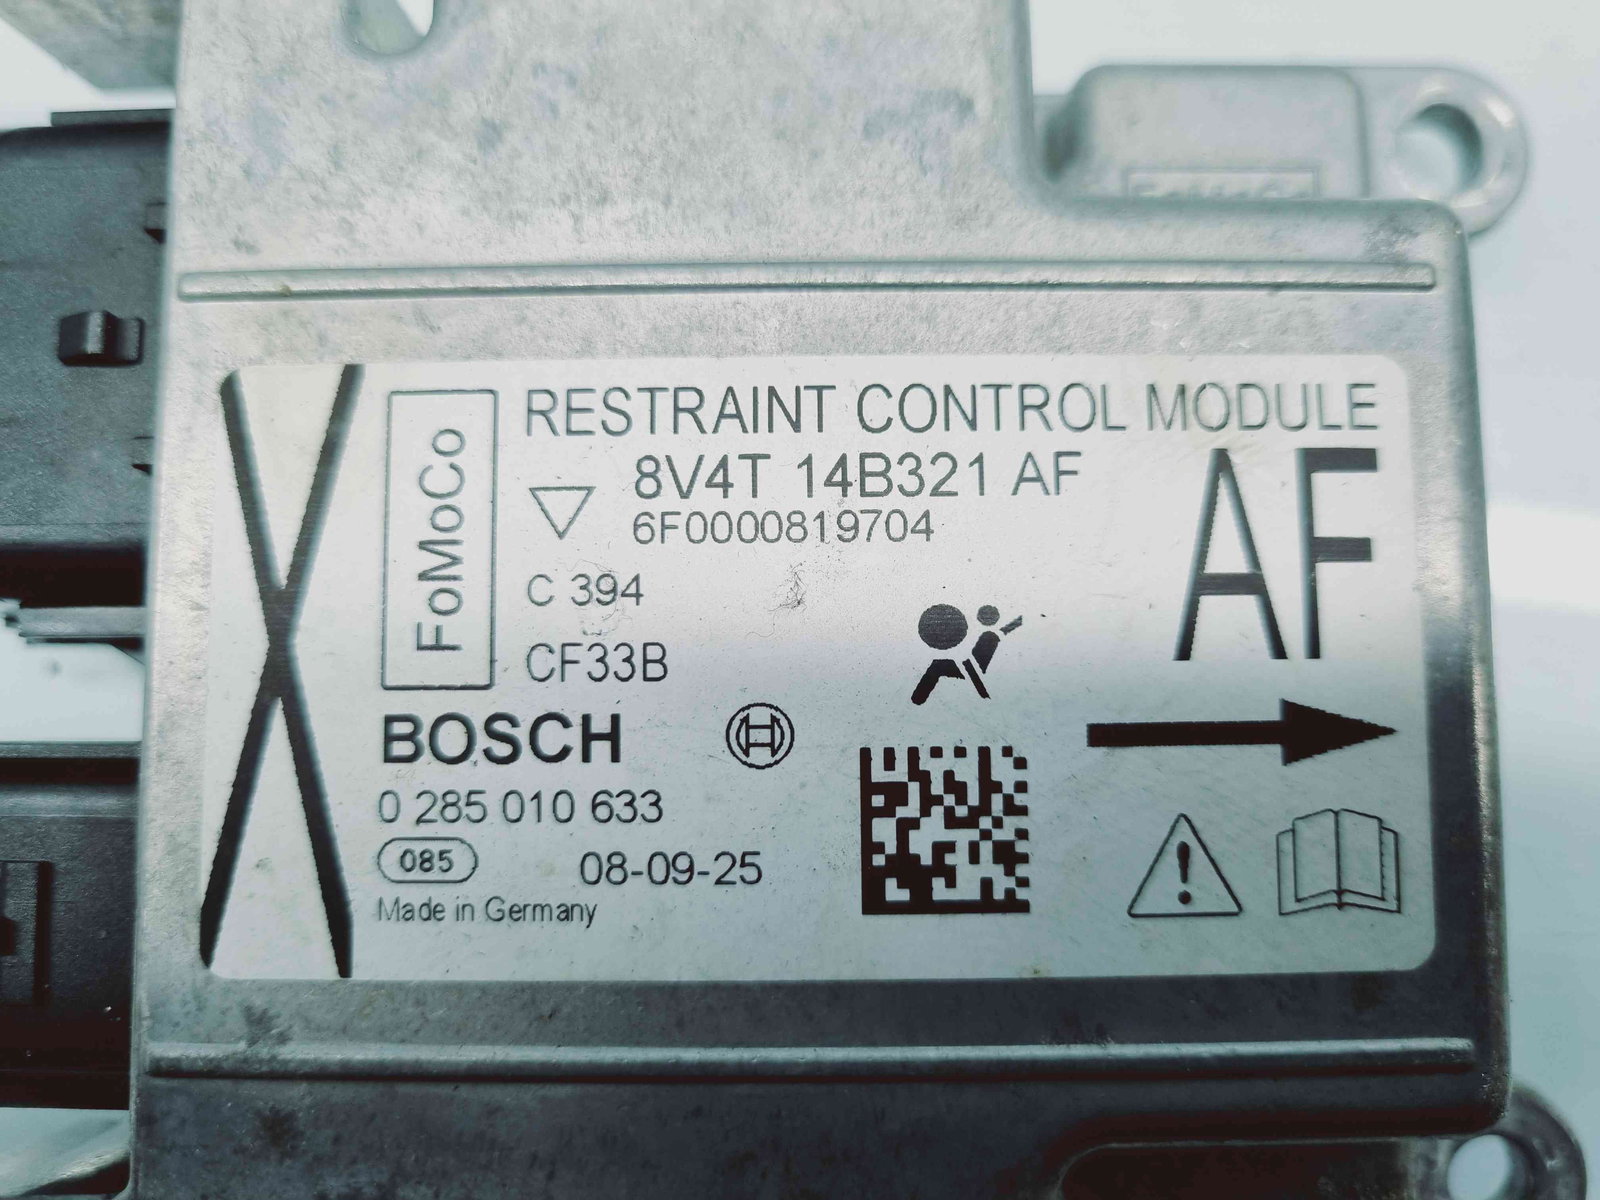 RESTRAINT CONTROL MODULE
8V4T 14B321 AF
6F0000819704
AF
FoMoCo
C 394
CF33B
X
BOSCH
0 285 010 633
085
08-09-25
Made in Germany